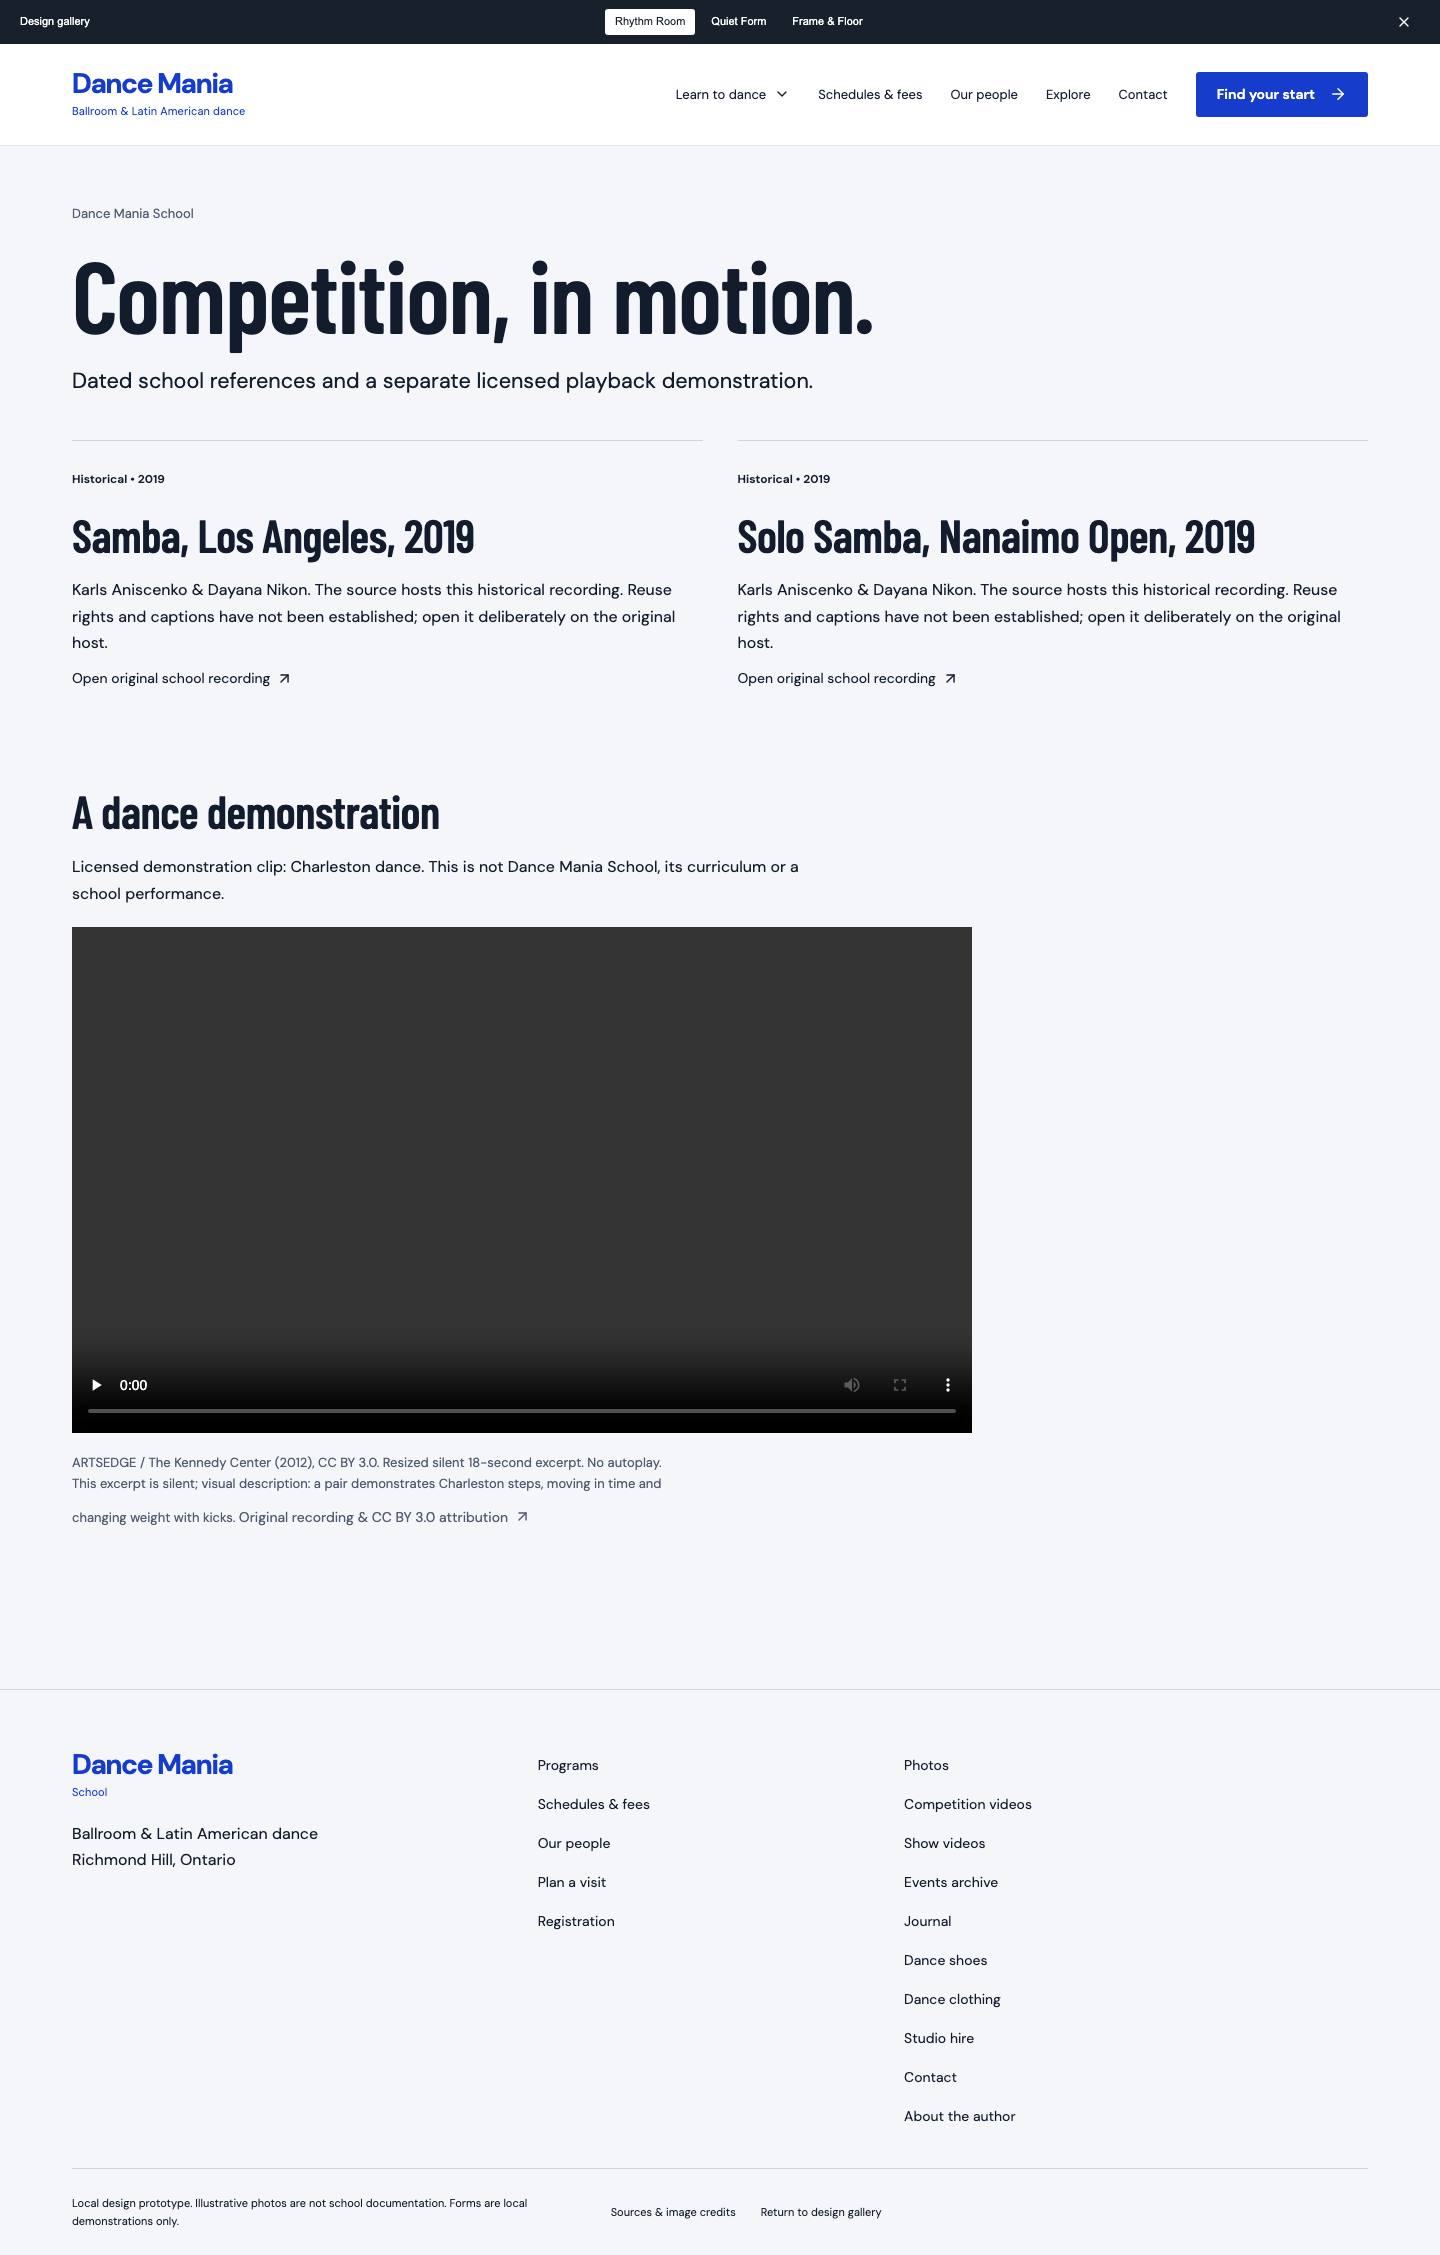 Design gallery
Rhythm Room
Quiet Form
Frame & Floor
Dance Mania
Ballroom & Latin American dance
Learn to dance
Schedules & fees
Our people
Explore
Contact
Find your start
Dance Mania School
Competition, in motion.
Dated school references and a separate licensed playback demonstration.
Historical • 2019
Samba, Los Angeles, 2019
Karls Aniscenko & Dayana Nikon. The source hosts this historical recording. Reuse
rights and captions have not been established; open it deliberately on the original
host.
Open original school recording
Historical • 2019
Solo Samba, Nanaimo Open, 2019
Karls Aniscenko & Dayana Nikon. The source hosts this historical recording. Reuse
rights and captions have not been established; open it deliberately on the original
host.
Open original school recording
A dance demonstration
Licensed demonstration clip: Charleston dance. This is not Dance Mania School, its curriculum or a
school performance.
0:00
ARTSEDGE / The Kennedy Center (2012), CC BY 3.0. Resized silent 18-second excerpt. No autoplay.
This excerpt is silent; visual description: a pair demonstrates Charleston steps, moving in time and
changing weight with kicks. Original recording & CC BY 3.0 attribution
Dance Mania
School
Ballroom & Latin American dance
Richmond Hill, Ontario
Programs
Schedules & fees
Our people
Plan a visit
Registration
Photos
Competition videos
Show videos
Events archive
Journal
Dance shoes
Dance clothing
Studio hire
Contact
About the author
Local design prototype. Illustrative photos are not school documentation. Forms are local
demonstrations only.
Sources & image credits
Return to design gallery